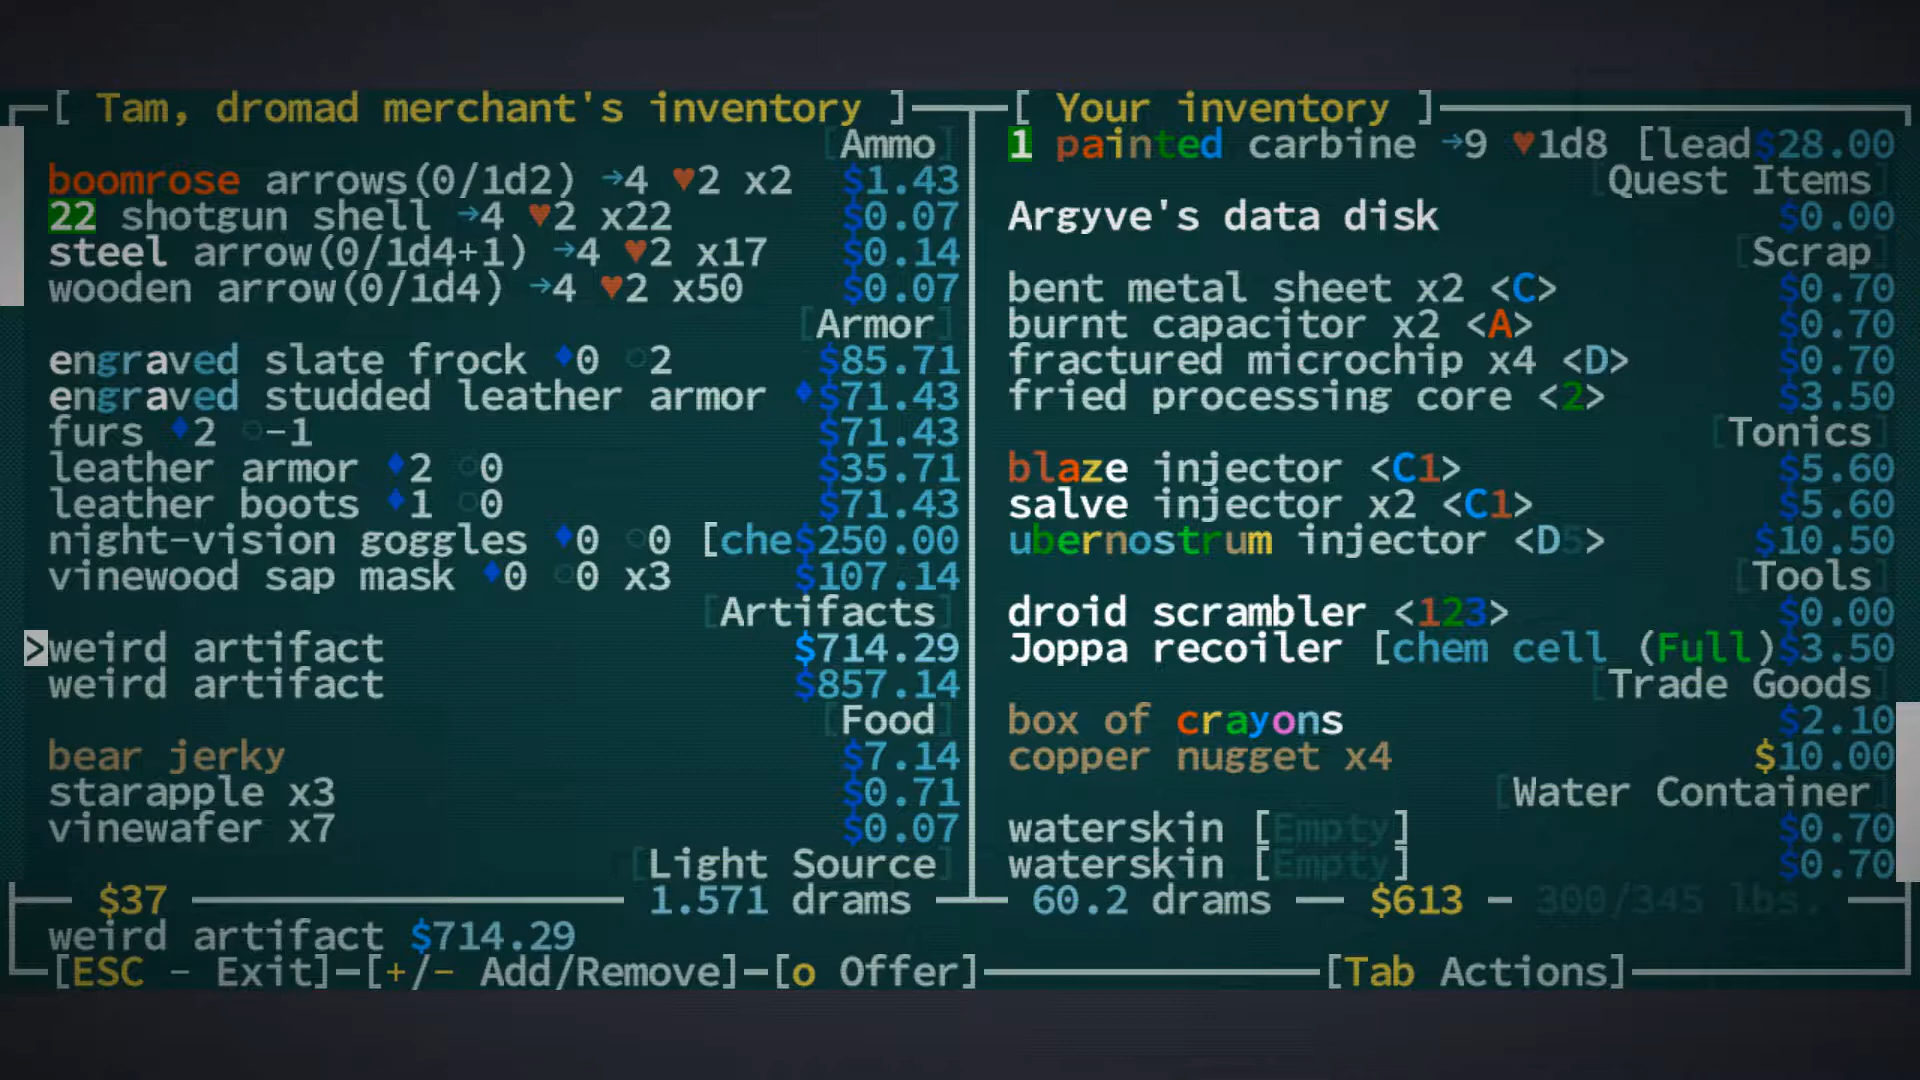 [ Tam, dromad merchant's inventory ]
[Ammo]
boomrose arrows(0/1d2) →4 ♥2 x2 $1.43
22 shotgun shell →4 ♥2 x22 $0.07
steel arrow(0/1d4+1) →4 ♥2 x17 $0.14
wooden arrow(0/1d4) →4 ♥2 x50 $0.07
[Armor]
engraved slate frock ♦0 ○2 $85.71
engraved studded leather armor ♦$71.43
furs ♦2 ○-1 $71.43
leather armor ♦2 ○0 $35.71
leather boots ♦1 ○0 $71.43
night-vision goggles ♦0 ○0 [che$250.00
vinewood sap mask ♦0 ○0 x3 $107.14
[Artifacts]
>weird artifact $714.29
weird artifact $857.14
[Food]
bear jerky $7.14
starapple x3 $0.71
vinewafer x7 $0.07
[Light Source]
$37 1.571 drams
[ Your inventory ]
1 painted carbine →9 ♥1d8 [lead$28.00
[Quest Items]
Argyve's data disk $0.00
[Scrap]
bent metal sheet x2 <C> $0.70
burnt capacitor x2 <A> $0.70
fractured microchip x4 <D> $0.70
fried processing core <2> $3.50
[Tonics]
blaze injector <C1> $5.60
salve injector x2 <C1> $5.60
ubernostrum injector <D5> $10.50
[Tools]
droid scrambler <123> $0.00
Joppa recoiler [chem cell (Full)$3.50
[Trade Goods]
box of crayons $2.10
copper nugget x4 $10.00
[Water Container]
waterskin [Empty] $0.70
waterskin [Empty] $0.70
60.2 drams — $613 — 300/345 lbs.
weird artifact $714.29
[ESC - Exit]—[+/- Add/Remove]—[o Offer] [Tab Actions]